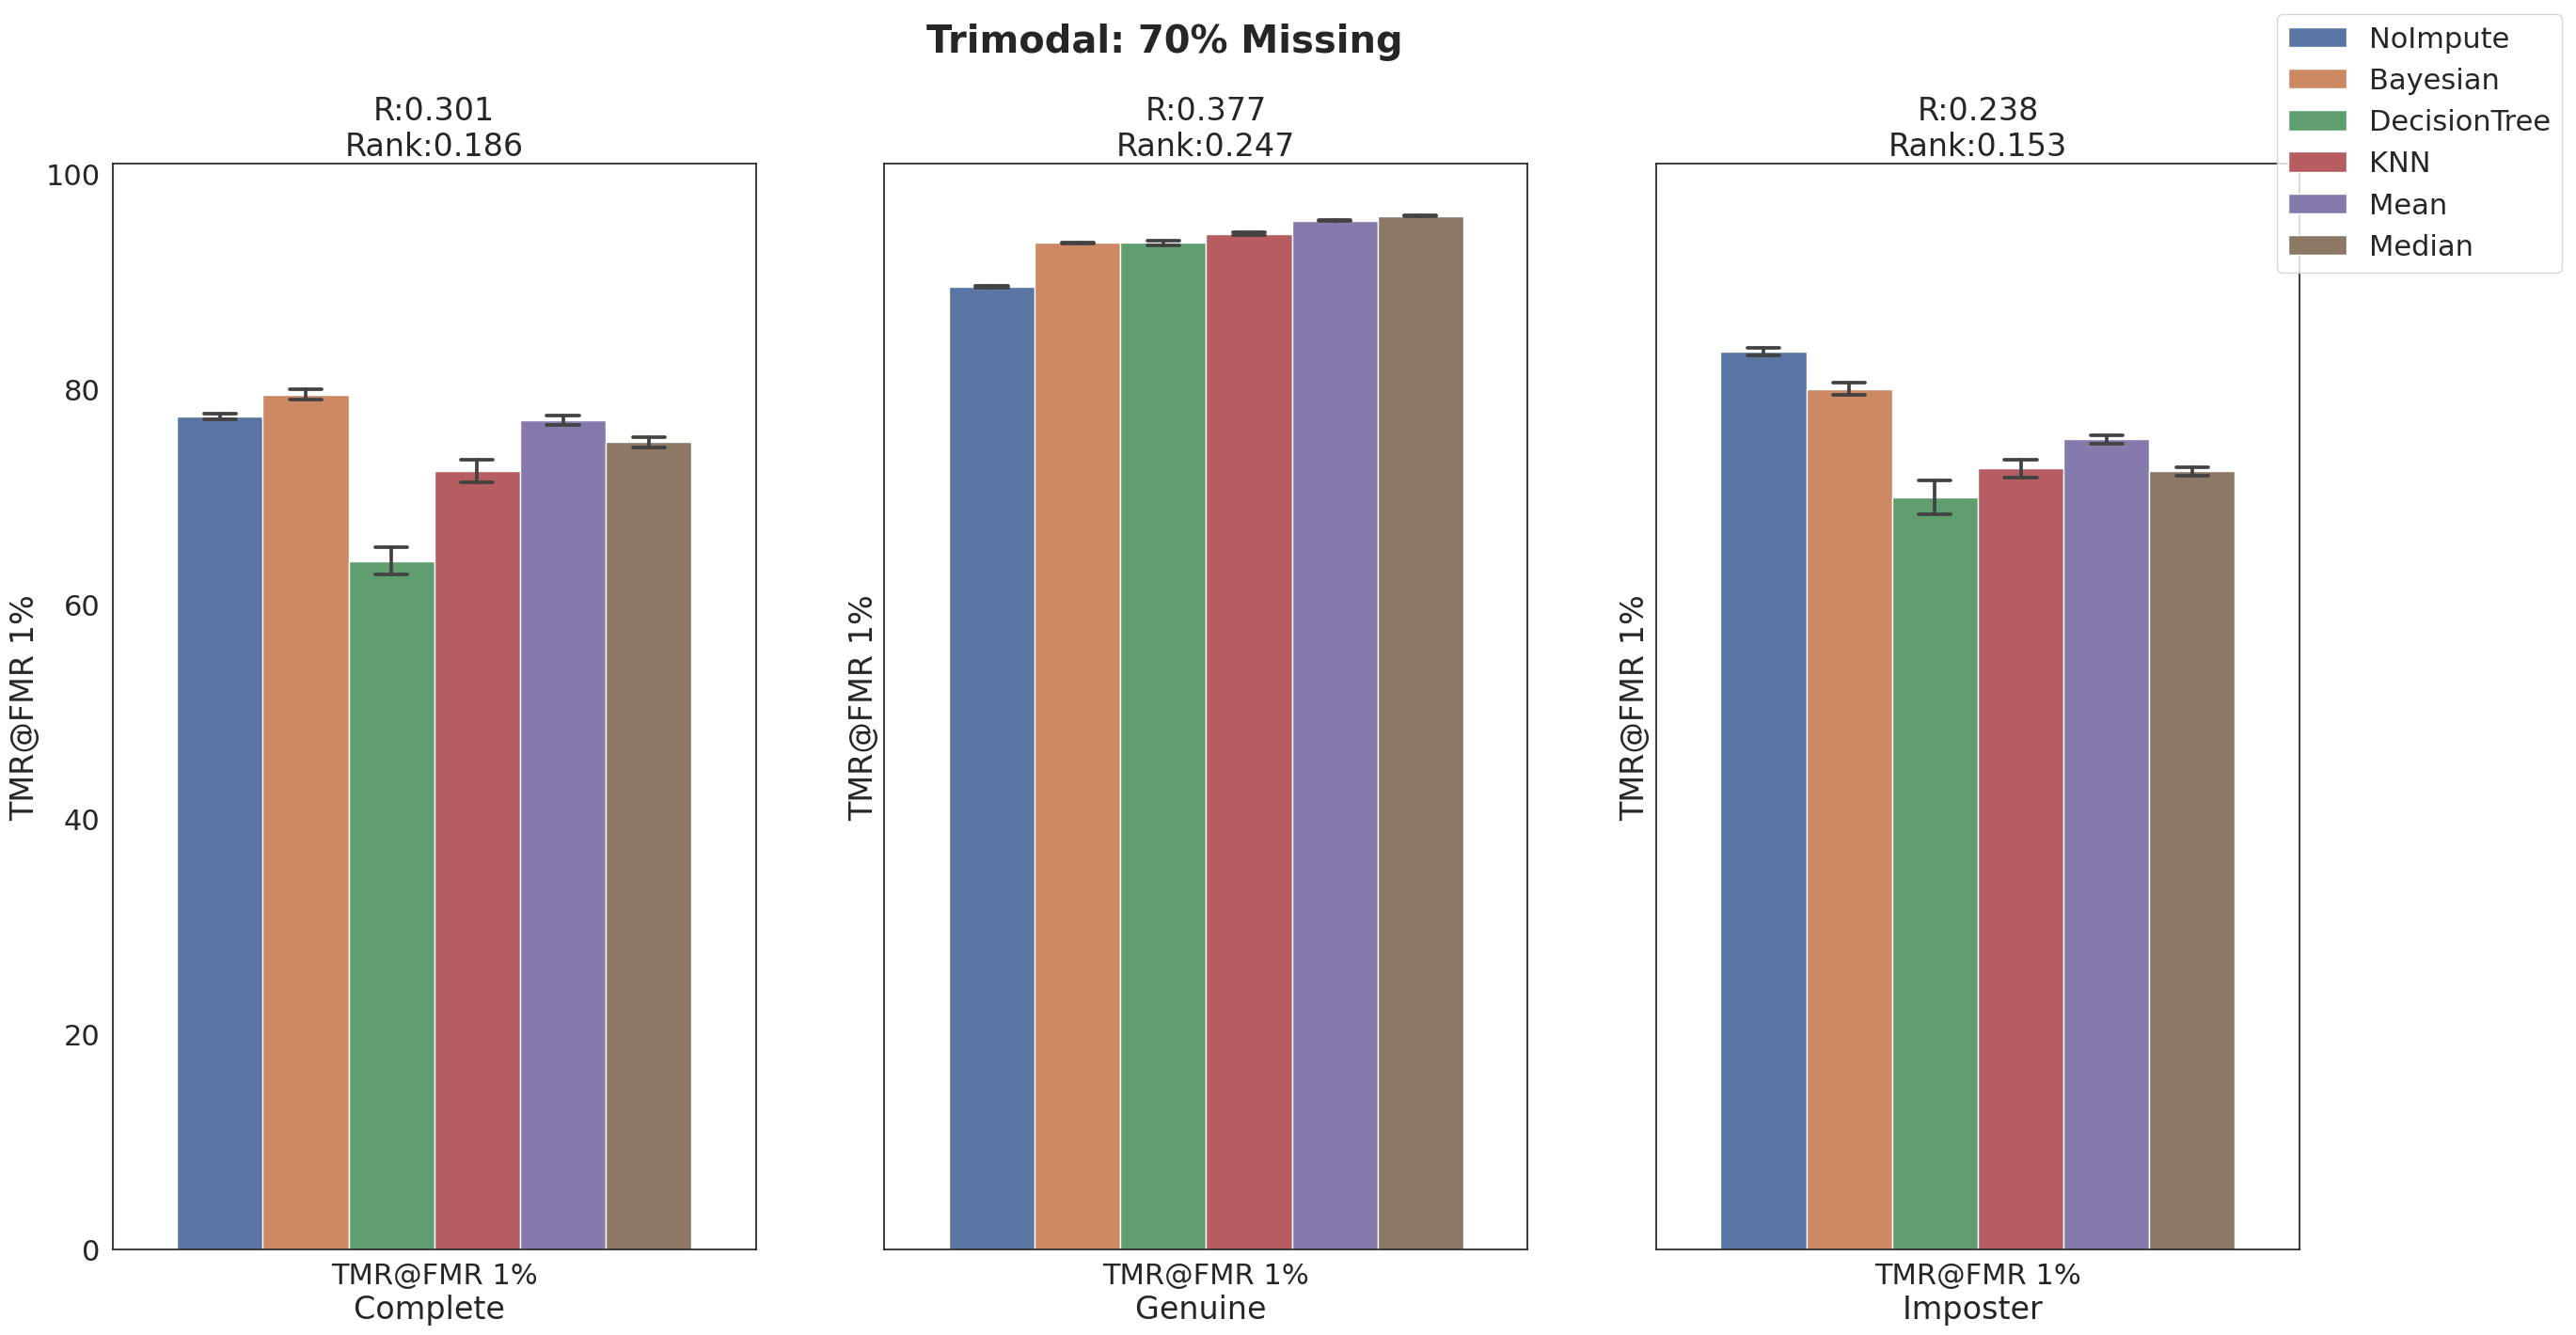 Trimodal: 70% Missing
NoImpute
Bayesian
DecisionTree
KNN
Mean
Median
R:0.301
Rank:0.186
R:0.377
Rank:0.247
R:0.238
Rank:0.153
100
80
60
40
20
0
TMR@FMR 1%
TMR@FMR 1%
TMR@FMR 1%
TMR@FMR 1%
Complete
TMR@FMR 1%
Genuine
TMR@FMR 1%
Imposter